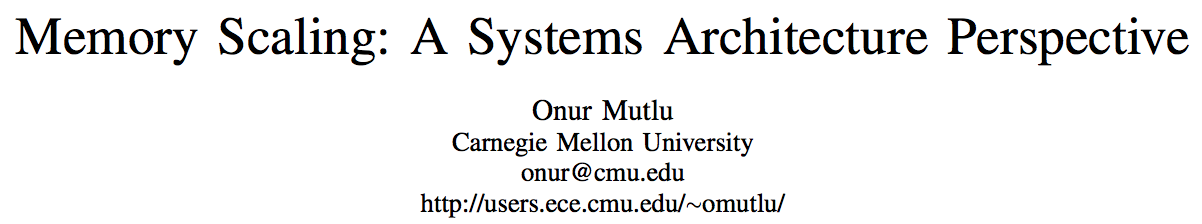 Memory Scaling: A Systems Architecture Perspective
Onur Mutlu
Carnegie Mellon University
onur@cmu.edu
http://users.ece.cmu.edu/~omutlu/